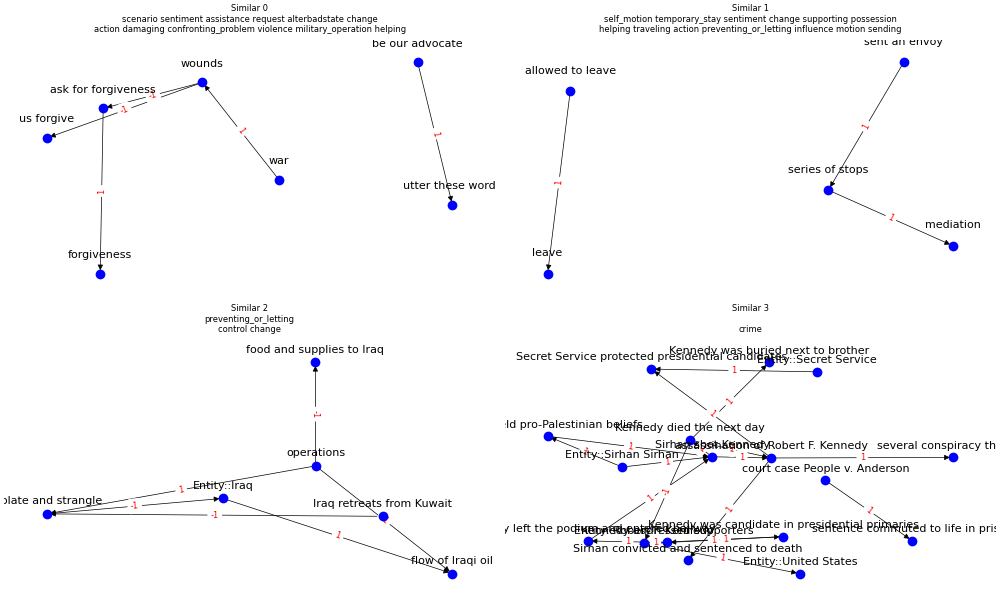 Similar 0
scenario sentiment assistance request alterbadstate change
action damaging confronting_problem violence military_operation helping
be our advocate
wounds
ask for forgiveness
-1
-1
us forgive
1
1
war
1
utter these word
forgiveness
Similar 1
self_motion temporary_stay sentiment change supporting possession
helping traveling action preventing_or_letting influence motion sending
sent an envoy
allowed to leave
1
series of stops
1
1
mediation
leave
Similar 2
preventing_or_letting
control change
food and supplies to Iraq
-1
operations
1
Entity::Iraq
plate and strangle
-1
Iraq retreats from Kuwait
-1
1
flow of Iraqi oil
Similar 3
crime
Kennedy was buried next to brother
Secret Service protected presidential candidates
Entity::Secret Service
1
1
1
ld pro-Palestinian beliefs
Kennedy died the next day
1
1
Sirhan shot Kennedy
assassination of Robert F. Kennedy
several conspiracy th
Entity::Sirhan Sirhan
1
1
1
court case People v. Anderson
1
1
1
1
Kennedy was candidate in presidential primaries
y left the podium and
supporters
sentence commuted to life in pris
1
1
1
1
Sirhan convicted and sentenced to death
1
Entity::United States